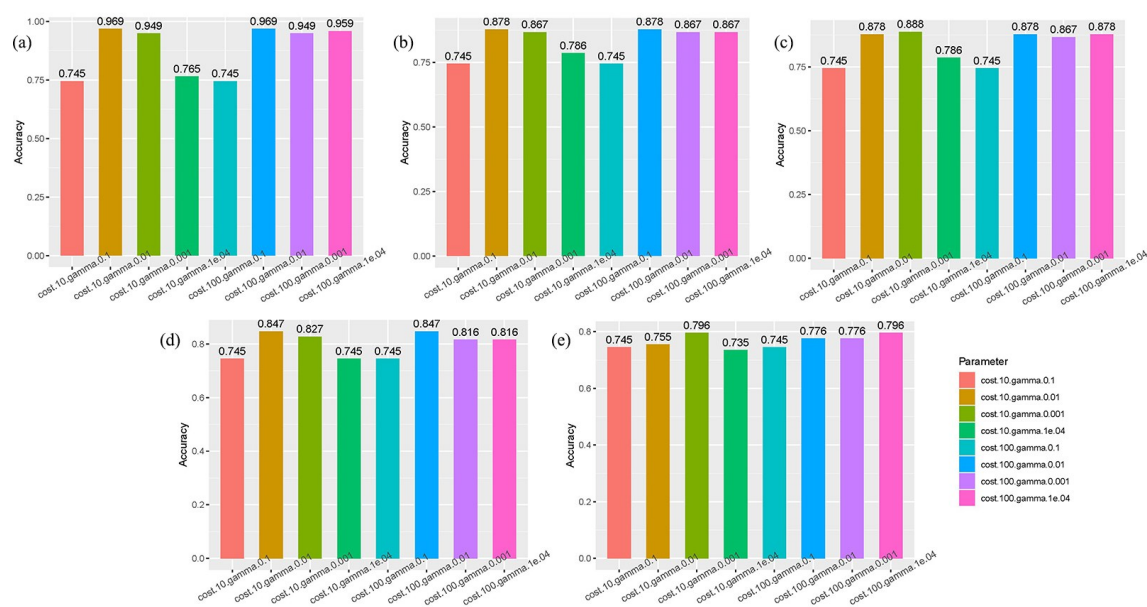 (a)
Accuracy
1.00
0.75
0.50
0.25
0.00
0.745
0.969
0.949
0.765
0.745
0.969
0.949
0.959
cost.10.gamma.0.1
cost.10.gamma.0.01
cost.10.gamma.0.001
cost.10.gamma.1e.04
cost.100.gamma.0.1
cost.100.gamma.0.01
cost.100.gamma.0.001
cost.100.gamma.1e.04
(b)
Accuracy
0.75
0.50
0.25
0.00
0.745
0.878
0.867
0.786
0.745
0.878
0.867
0.867
cost.10.gamma.0.1
cost.10.gamma.0.01
cost.10.gamma.0.001
cost.10.gamma.1e.04
cost.100.gamma.0.1
cost.100.gamma.0.01
cost.100.gamma.0.001
cost.100.gamma.1e.04
(c)
Accuracy
0.75
0.50
0.25
0.00
0.745
0.878
0.888
0.786
0.745
0.878
0.867
0.878
cost.10.gamma.0.1
cost.10.gamma.0.01
cost.10.gamma.0.001
cost.10.gamma.1e.04
cost.100.gamma.0.1
cost.100.gamma.0.01
cost.100.gamma.0.001
cost.100.gamma.1e.04
(d)
Accuracy
0.8
0.6
0.4
0.2
0.0
0.745
0.847
0.827
0.745
0.745
0.847
0.816
0.816
cost.10.gamma.0.1
cost.10.gamma.0.01
cost.10.gamma.0.001
cost.10.gamma.1e.04
cost.100.gamma.0.1
cost.100.gamma.0.01
cost.100.gamma.0.001
cost.100.gamma.1e.04
(e)
Accuracy
0.8
0.6
0.4
0.2
0.0
0.745
0.755
0.796
0.735
0.745
0.776
0.776
0.796
cost.10.gamma.0.1
cost.10.gamma.0.01
cost.10.gamma.0.001
cost.10.gamma.1e.04
cost.100.gamma.0.1
cost.100.gamma.0.01
cost.100.gamma.0.001
cost.100.gamma.1e.04
Parameter
cost.10.gamma.0.1
cost.10.gamma.0.01
cost.10.gamma.0.001
cost.10.gamma.1e.04
cost.100.gamma.0.1
cost.100.gamma.0.01
cost.100.gamma.0.001
cost.100.gamma.1e.04